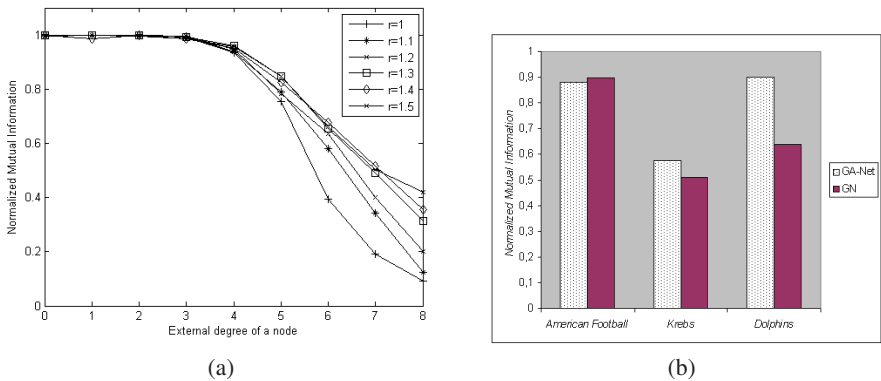 1
0.8
0.6
0.4
0.2
0
Normalized Mutual Information
0 1 2 3 4 5 6 7 8
External degree of a node
r=1
r=1.1
r=1.2
r=1.3
r=1.4
r=1.5
(a)
1
0,9
0,8
0,7
0,6
0,5
0,4
0,3
0,2
0,1
0
Normalized Mutual Information
American Football Krebs Dolphins
GA-Net
GN
(b)